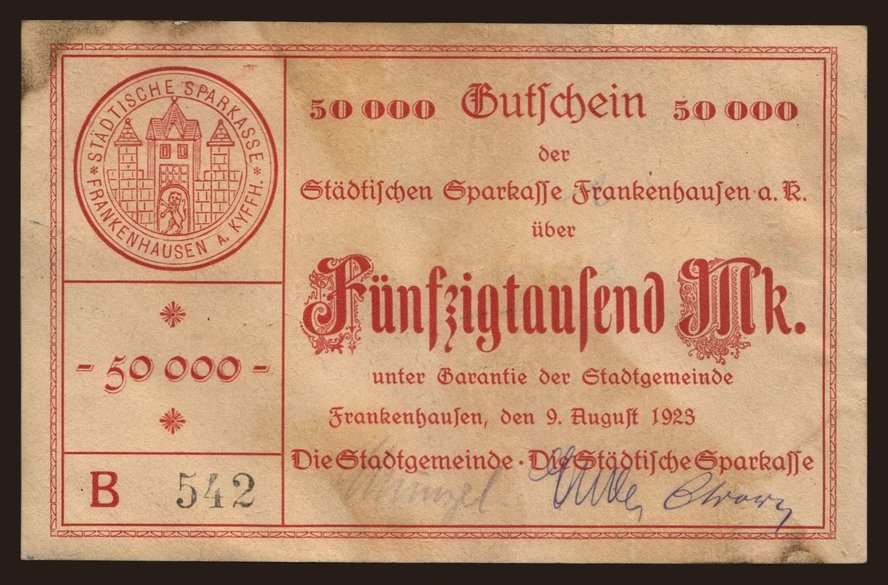 * STÄDTISCHE SPARKASSE *
FRANKENHAUSEN A. KYFFH.
50 000 Gutſchein 50 000
der
Städtiſchen Sparkaſſe Frankenhauſen a. K.
über
Fünfzigtauſend Mk.
- 50 000 -
unter Garantie der Stadtgemeinde
Frankenhauſen, den 9. Auguſt 1923
Die Stadtgemeinde · Die Städtiſche Sparkaſſe
B 542